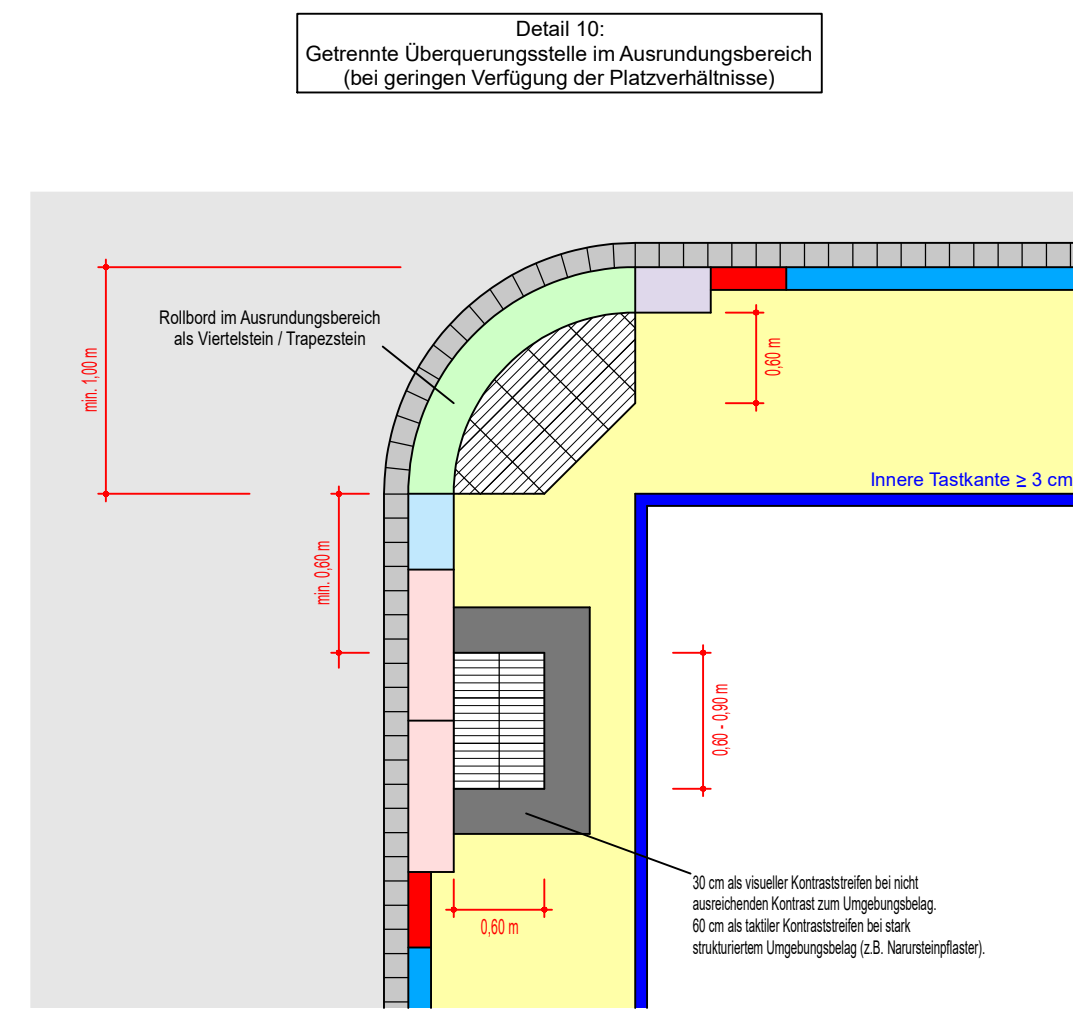 Detail 10:
Getrennte Überquerungsstelle im Ausrundungsbereich
(bei geringen Verfügung der Platzverhältnisse)
Rollbord im Ausrundungsbereich
als Viertelstein / Trapezstein
min. 1,00 m
0,60 m
Innere Tastkante ≥ 3 cm
min. 0,60 m
0,60 - 0,90 m
30 cm als visueller Kontraststreifen bei nicht
ausreichenden Kontrast zum Umgebungsbelag.
60 cm als taktiler Kontraststreifen bei stark
strukturiertem Umgebungsbelag (z.B. Narursteinpflaster).
0,60 m